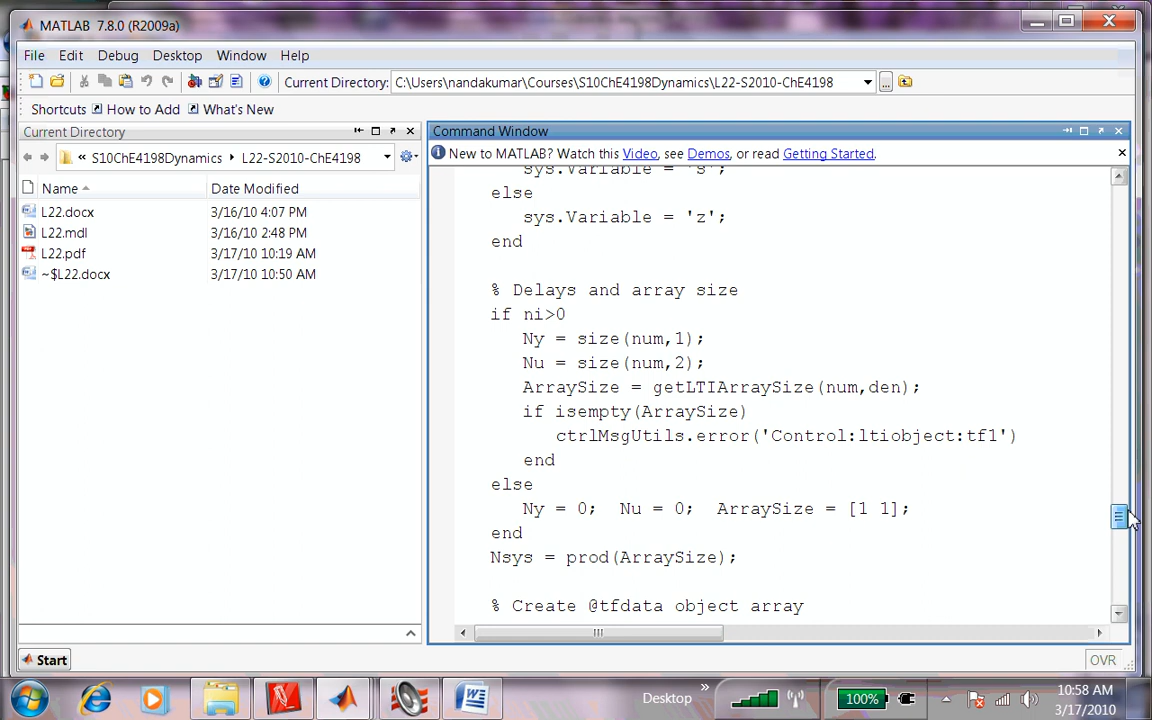 MATLAB 7.8.0 (R2009a)
File Edit Debug Desktop Window Help
Current Directory: C:\Users\nandakumar\Courses\S10ChE4198Dynamics\L22-S2010-ChE4198
Shortcuts How to Add What's New
Current Directory
« S10ChE4198Dynamics L22-S2010-ChE4198
Name Date Modified
L22.docx 3/16/10 4:07 PM
L22.mdl 3/16/10 2:48 PM
L22.pdf 3/17/10 10:19 AM
~$L22.docx 3/17/10 10:50 AM
Command Window
New to MATLAB? Watch this Video, see Demos, or read Getting Started.
sys.Variable = 's';
else
sys.Variable = 'z';
end
% Delays and array size
if ni>0
Ny = size(num,1);
Nu = size(num,2);
ArraySize = getLTIArraySize(num,den);
if isempty(ArraySize)
ctrlMsgUtils.error('Control:ltiobject:tf1')
end
else
Ny = 0; Nu = 0; ArraySize = [1 1];
end
Nsys = prod(ArraySize);
% Create @tfdata object array
Start
OVR
Desktop » 100% 10:58 AM
3/17/2010